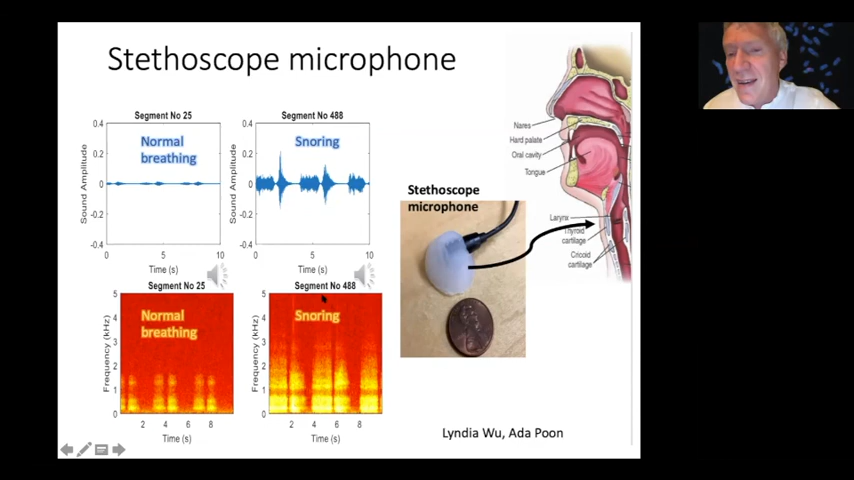 Stethoscope microphone
Segment No 25
Normal
breathing
Sound Amplitude
0.4
0.2
0
-0.2
-0.4
0
5
10
Time (s)
Segment No 488
Snoring
Sound Amplitude
0.4
0.2
0
-0.2
-0.4
0
5
10
Time (s)
Segment No 25
Normal
breathing
Frequency (kHz)
5
4
3
2
1
0
2
4
6
8
Time (s)
Segment No 488
Snoring
Frequency (kHz)
5
4
3
2
1
0
2
4
6
8
Time (s)
Stethoscope
microphone
Nares
Hard palate
Oral cavity
Tongue
Larynx
Thyroid
cartilage
Cricoid
cartilage
Lyndia Wu, Ada Poon